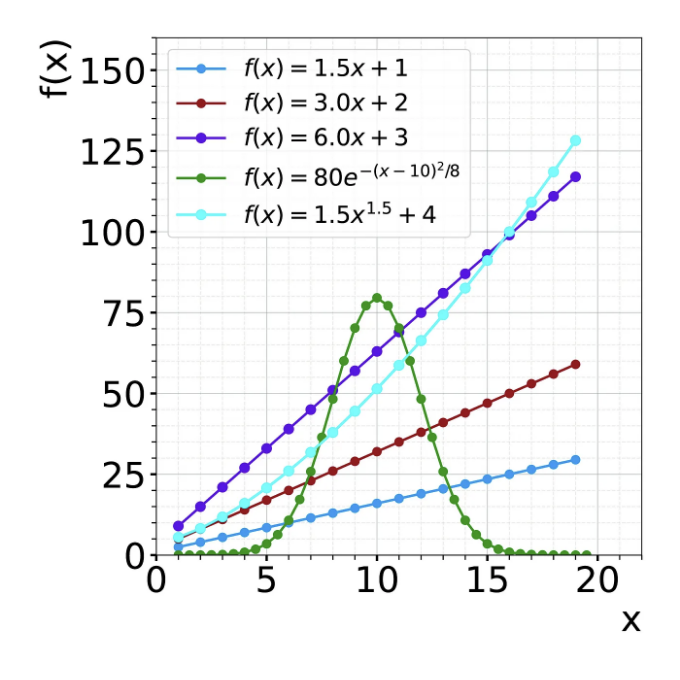 f(x)
150
125
100
75
50
25
0
f(x) = 1.5x + 1
f(x) = 3.0x + 2
f(x) = 6.0x + 3
f(x) = 80e^{-(x-10)^2/8}
f(x) = 1.5x^{1.5} + 4
0 5 10 15 20
x